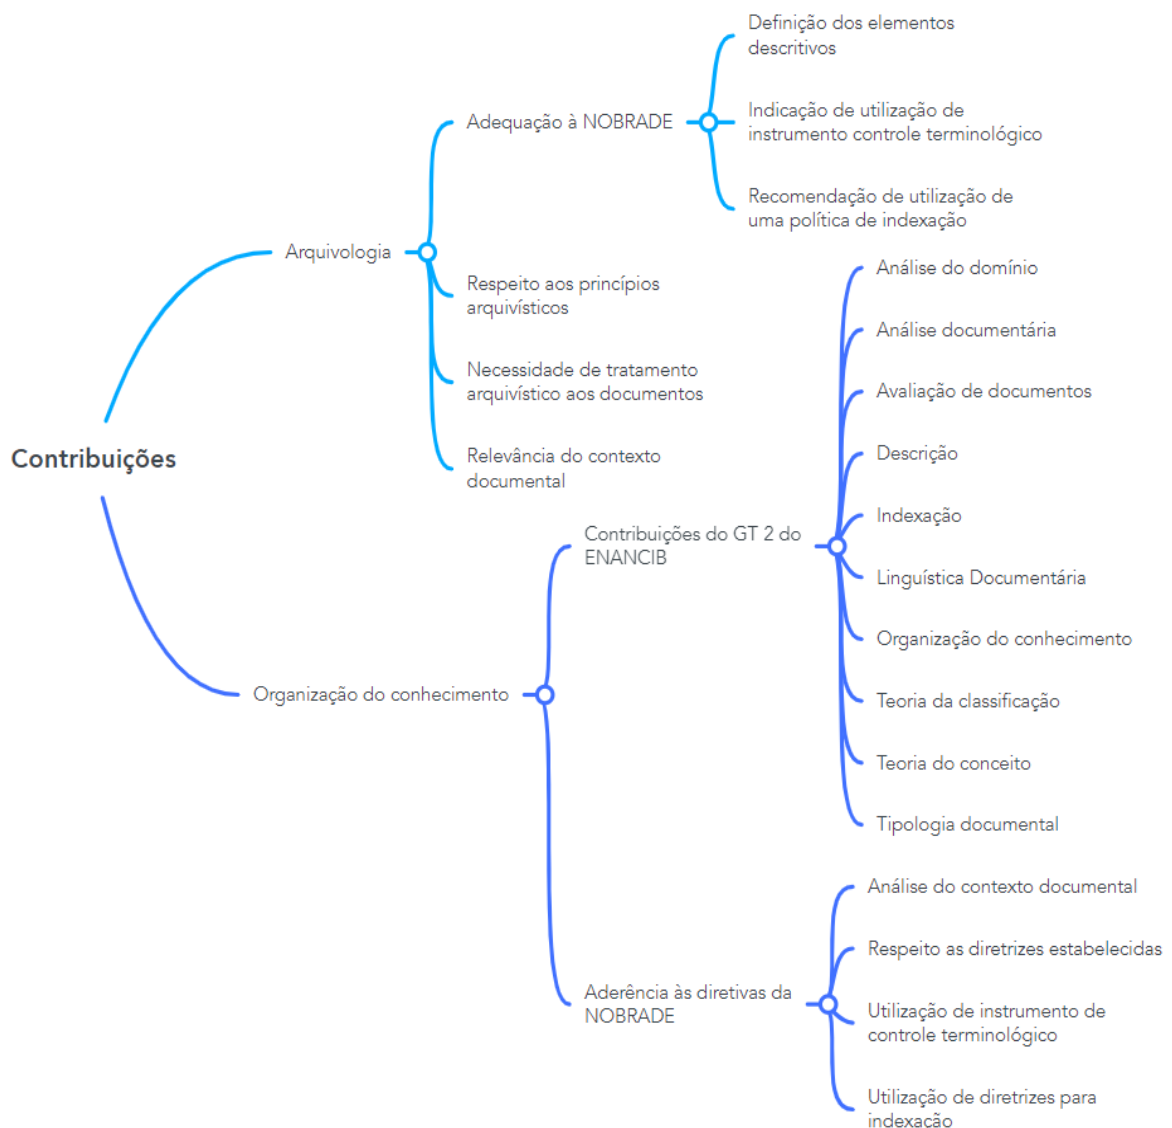 Definição dos elementos
descritivos
Adequação à NOBRADE
Indicação de utilização de
instrumento controle terminológico
Recomendação de utilização de
uma política de indexação
Arquivologia
Respeito aos princípios
arquivísticos
Necessidade de tratamento
arquivístico aos documentos
Relevância do contexto
documental
Contribuições
Organização do conhecimento
Contribuições do GT 2 do
ENANCIB
Análise do domínio
Análise documentária
Avaliação de documentos
Descrição
Indexação
Linguística Documentária
Organização do conhecimento
Teoria da classificação
Teoria do conceito
Tipologia documental
Aderência às diretivas da
NOBRADE
Análise do contexto documental
Respeito as diretrizes estabelecidas
Utilização de instrumento de
controle terminológico
Utilização de diretrizes para
indexação